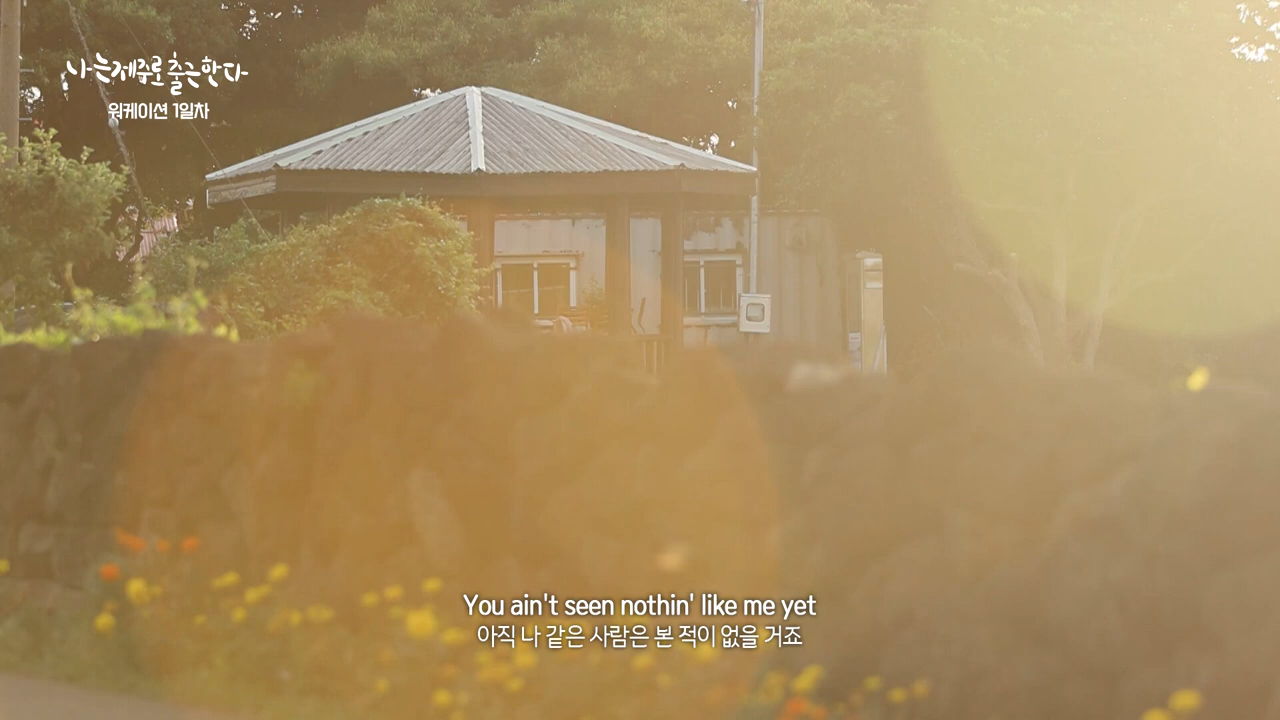 나는 제주로 출근한다
워케이션 1일차
You ain't seen nothin' like me yet
아직 나 같은 사람은 본 적이 없을 거죠